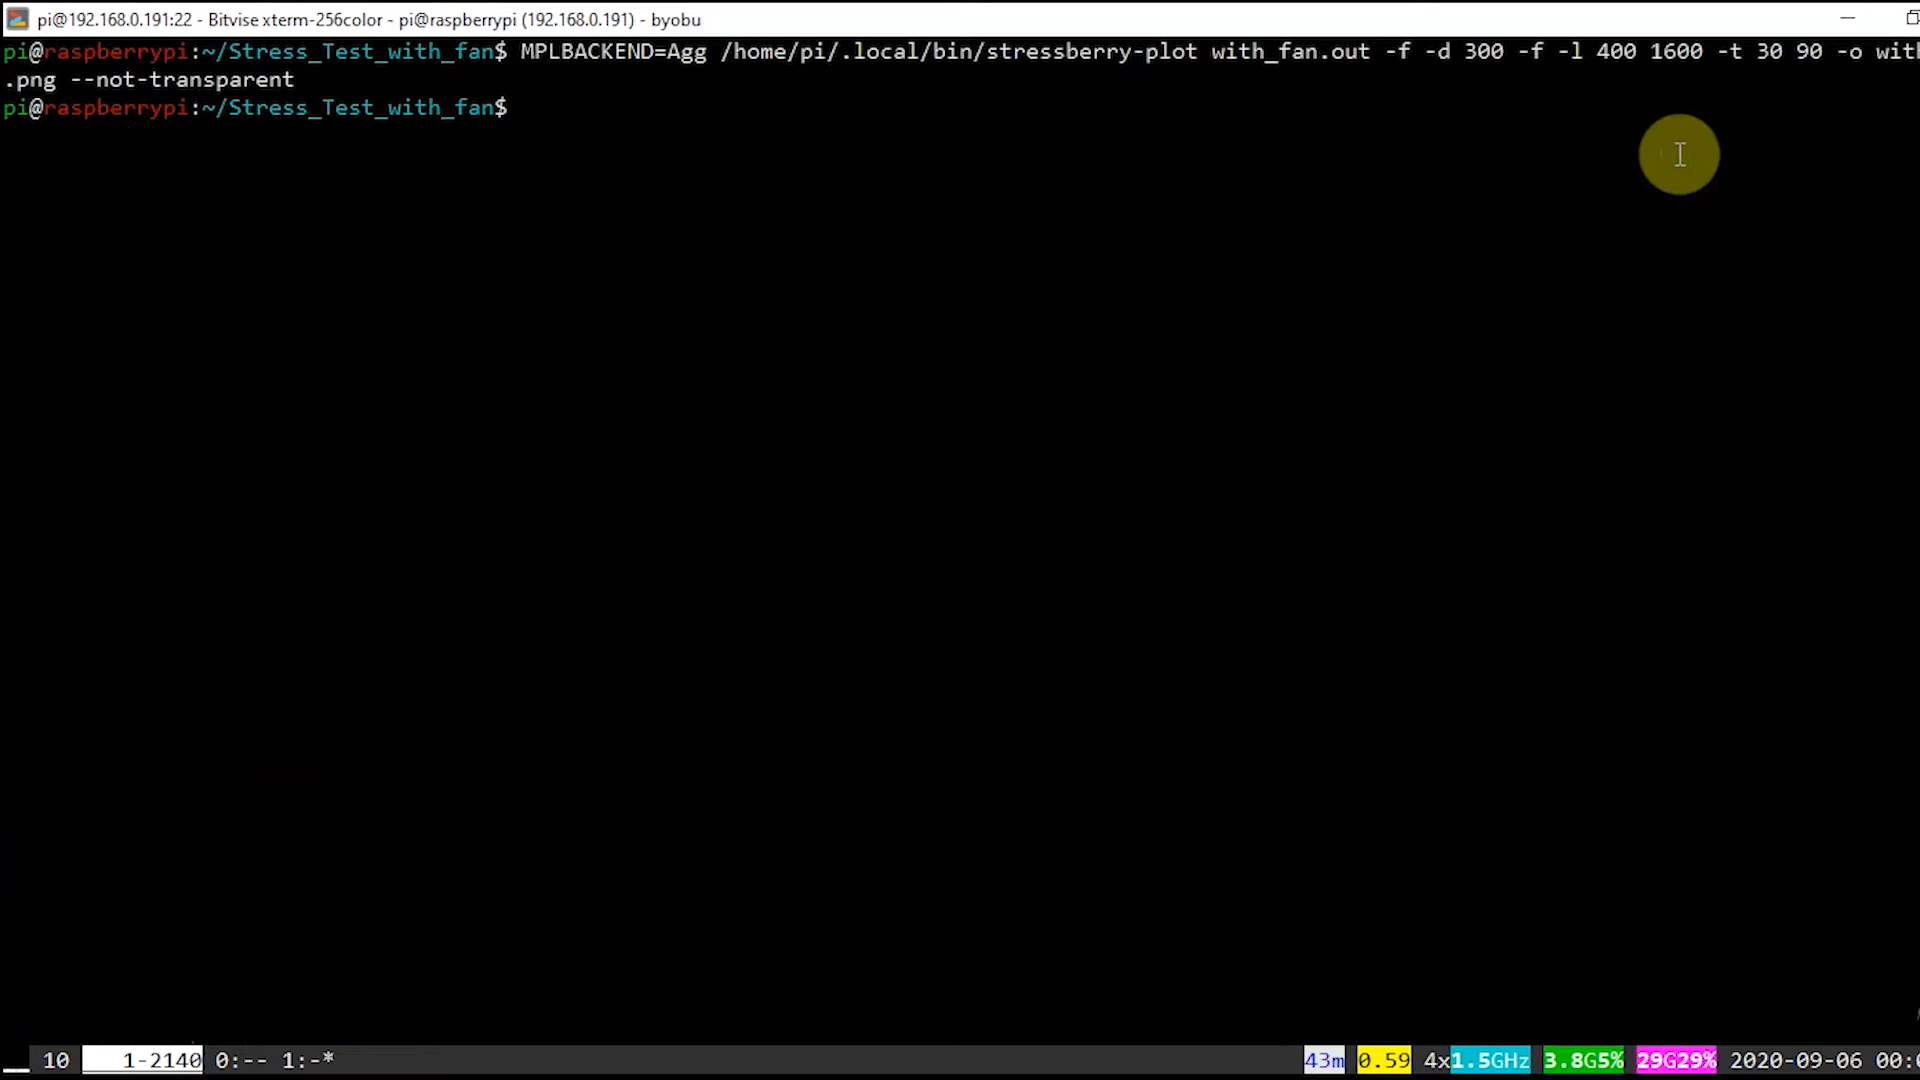 pi@192.168.0.191:22 - Bitvise xterm-256color - pi@raspberrypi (192.168.0.191) - byobu
pi@raspberrypi:~/Stress_Test_with_fan$ MPLBACKEND=Agg /home/pi/.local/bin/stressberry-plot with_fan.out -f -d 300 -f -l 400 1600 -t 30 90 -o with
.png --not-transparent
pi@raspberrypi:~/Stress_Test_with_fan$
10 1-2140 0:-- 1:-* 43m 0.59 4x1.5GHz 3.8G5% 29G29% 2020-09-06 00: